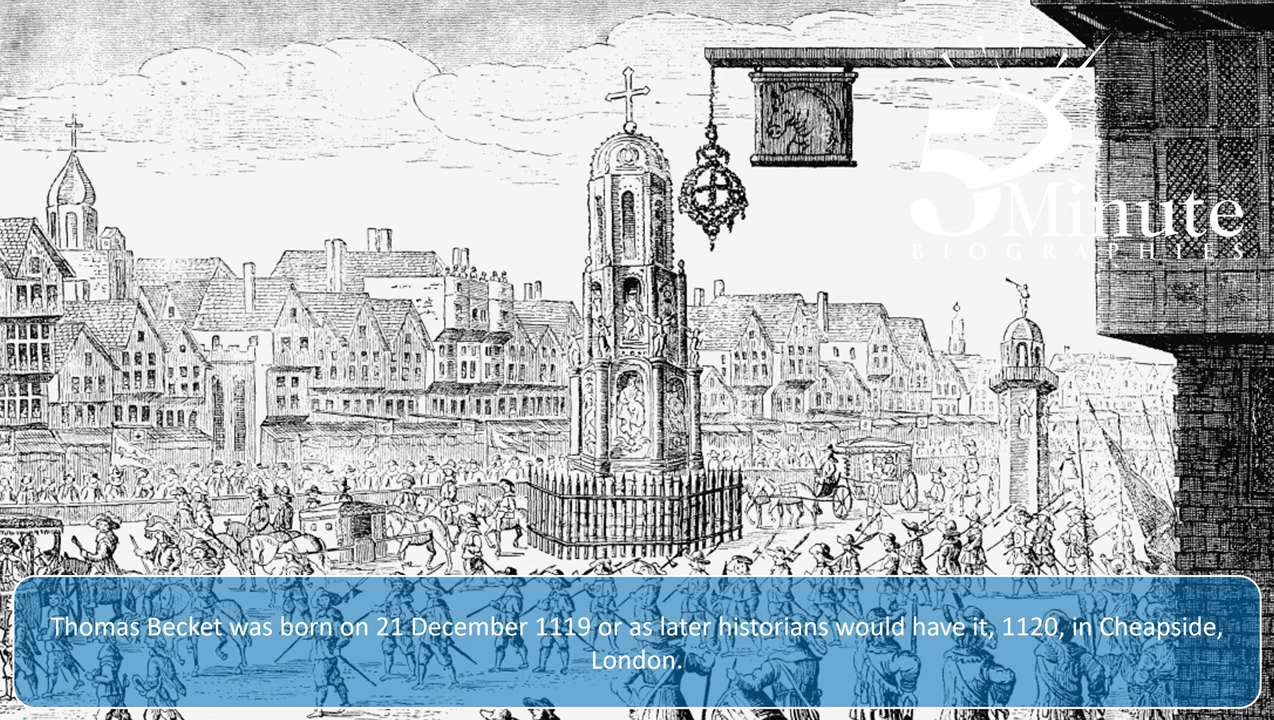 5
Minute
BIOGRAPHIES
Thomas Becket was born on 21 December 1119 or as later historians would have it, 1120, in Cheapside,
London.